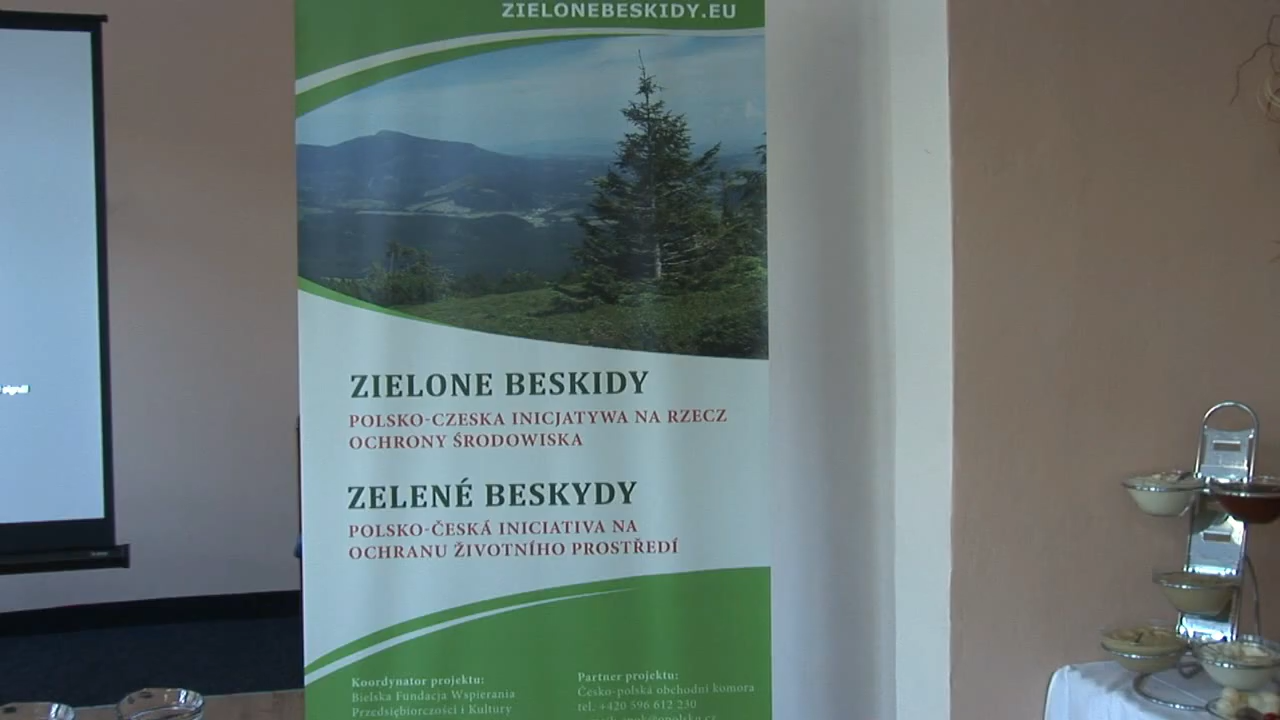 ZIELONEBESKIDY.EU
ZIELONE BESKIDY
POLSKO-CZESKA INICJATYWA NA RZECZ
OCHRONY ŚRODOWISKA
ZELENÉ BESKYDY
POLSKO-ČESKÁ INICIATIVA NA
OCHRANU ŽIVOTNÍHO PROSTŘEDÍ
Koordynator projektu:
Bielska Fundacja Wspierania
Przedsiębiorczości i Kultury
Partner projektu:
Česko-polská obchodní komora
tel. +420 596 612 230